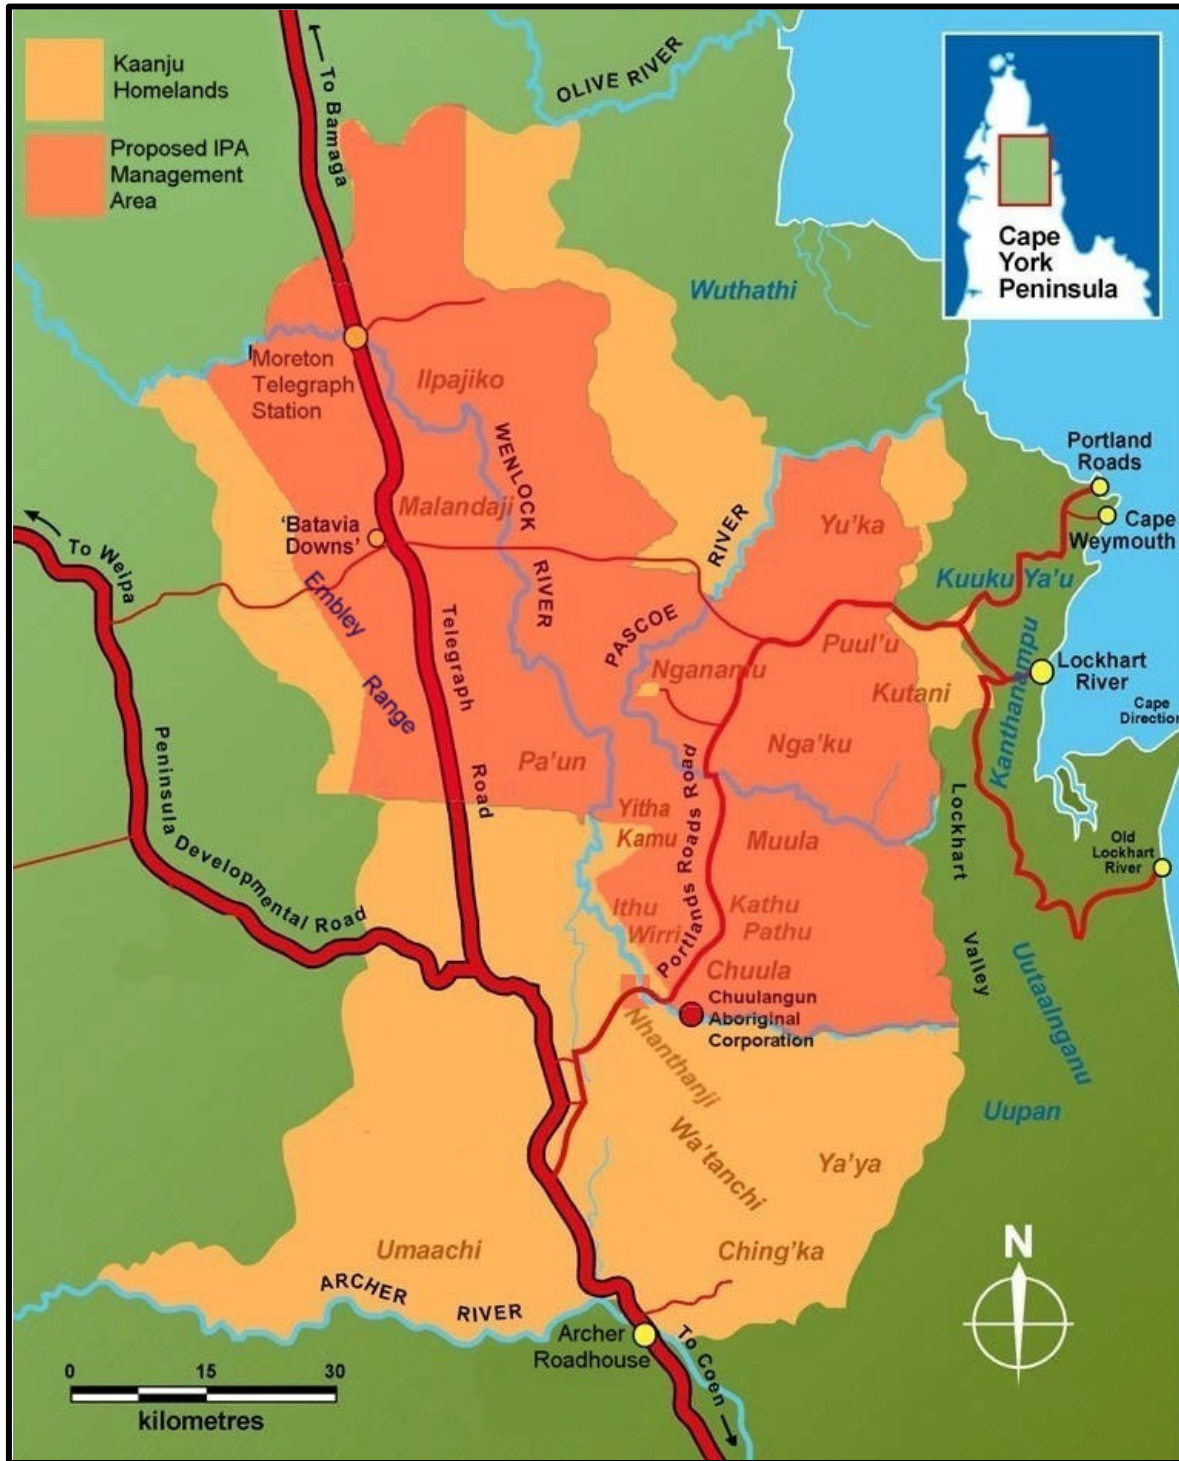 Kaanju
Homelands
Proposed IPA
Management
Area
To Bamaga
OLIVE RIVER
Cape
York
Peninsula
Wuthathi
Moreton
Telegraph
Station
Ilpajiko
WENLOCK
RIVER
Malandaji
'Batavia
Downs'
To Weipa
Embley
Range
Telegraph
Road
PASCOE
RIVER
Yu'ka
Portland
Roads
Cape
Weymouth
Kuuku Ya'u
Kanthanampu
Lockhart
River
Cape
Direction
Puul'u
Kutani
Nganamu
Nga'ku
Pa'un
Yitha
Kamu
Muula
Portlands Roads Road
Ithu
Wirri
Kathu
Pathu
Chuula
Chuulangun
Aboriginal
Corporation
Lockhart
Valley
Old
Lockhart
River
Uutaalnganu
Uupan
Peninsula Developmental Road
Nhanthanji
Wa'tanchi
Ya'ya
Umaachi
Ching'ka
ARCHER
RIVER
Archer
Roadhouse
To Coen
N
0 15 30
kilometres